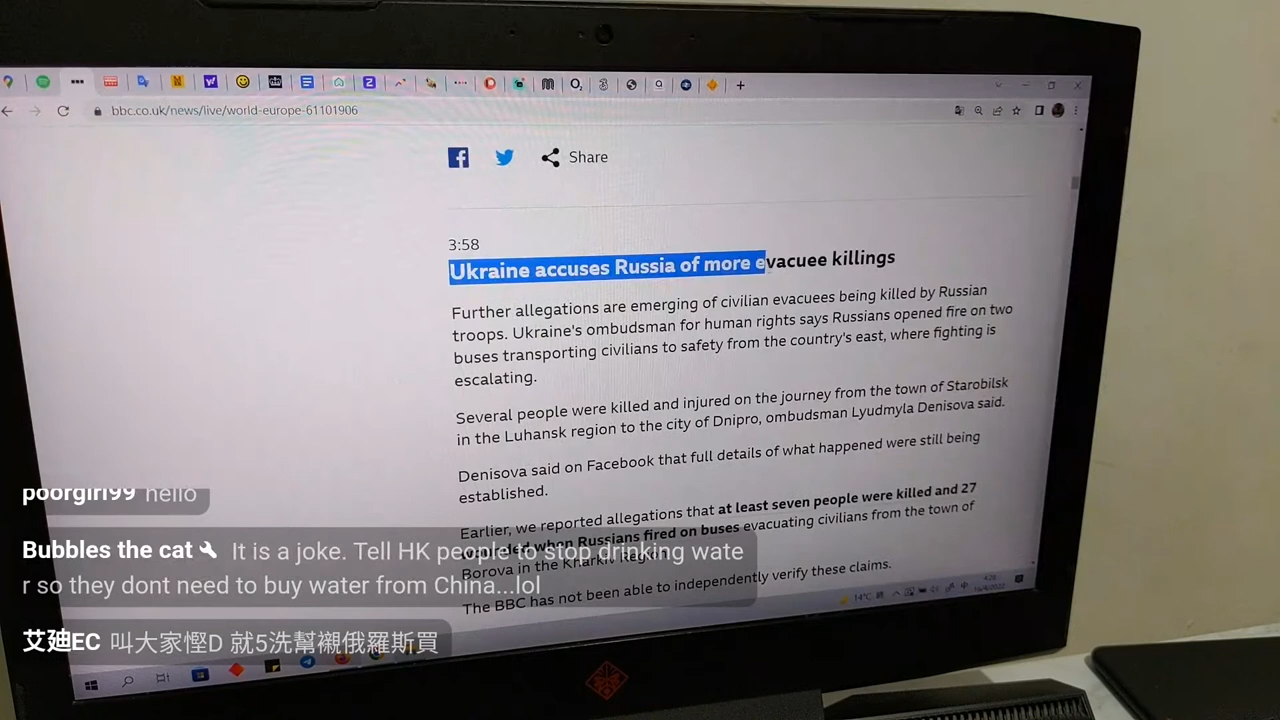 bbc.co.uk/news/live/world-europe-61101906
Share
3:58
Ukraine accuses Russia of more evacuee killings
Further allegations are emerging of civilian evacuees being killed by Russian
troops. Ukraine's ombudsman for human rights says Russians opened fire on two
buses transporting civilians to safety from the country's east, where fighting is
escalating.
Several people were killed and injured on the journey from the town of Starobilsk
in the Luhansk region to the city of Dnipro, ombudsman Lyudmyla Denisova said.
Denisova said on Facebook that full details of what happened were still being
established.
Earlier, we reported allegations that at least seven people were killed and 27
wounded when Russians fired on buses evacuating civilians from the town of
Borova in the Kharkiv Region.
The BBC has not been able to independently verify these claims.
poorgirl99 hello
Bubbles the cat It is a joke. Tell HK people to stop drinking wate
r so they dont need to buy water from China...lol
艾廸EC 叫大家慳D 就5洗幫襯俄羅斯買
14°C 晴
中